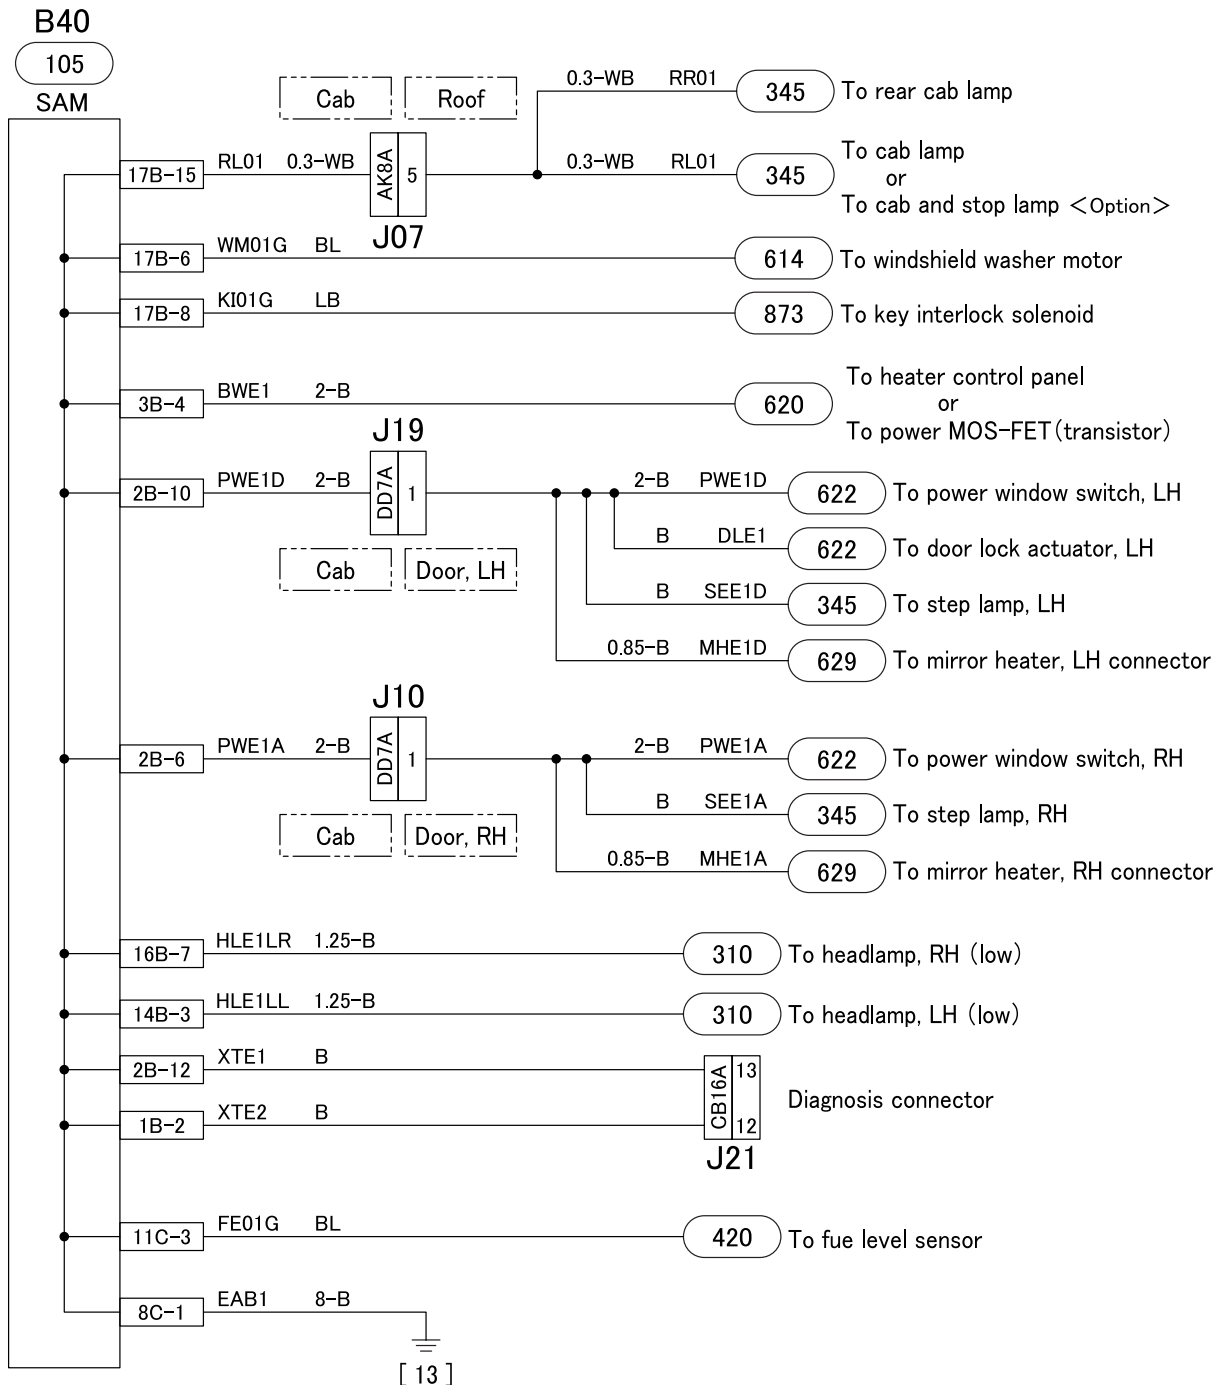 B40
105
SAM
Cab
Roof
17B-15
RL01 0.3-WB
AK8A
5
J07
0.3-WB RR01
345
To rear cab lamp
0.3-WB RL01
345
To cab lamp
or
To cab and stop lamp <Option>
17B-6
WM01G BL
614
To windshield washer motor
17B-8
KI01G LB
873
To key interlock solenoid
3B-4
BWE1 2-B
620
To heater control panel
or
To power MOS-FET(transistor)
J19
2B-10
PWE1D 2-B
DD7A
1
Cab
Door, LH
2-B PWE1D
622
To power window switch, LH
B DLE1
622
To door lock actuator, LH
B SEE1D
345
To step lamp, LH
0.85-B MHE1D
629
To mirror heater, LH connector
J10
2B-6
PWE1A 2-B
DD7A
1
Cab
Door, RH
2-B PWE1A
622
To power window switch, RH
B SEE1A
345
To step lamp, RH
0.85-B MHE1A
629
To mirror heater, RH connector
16B-7
HLE1LR 1.25-B
310
To headlamp, RH (low)
14B-3
HLE1LL 1.25-B
310
To headlamp, LH (low)
2B-12
XTE1 B
1B-2
XTE2 B
CB16A
13
12
J21
Diagnosis connector
11C-3
FE01G BL
420
To fue level sensor
8C-1
EAB1 8-B
[ 13 ]